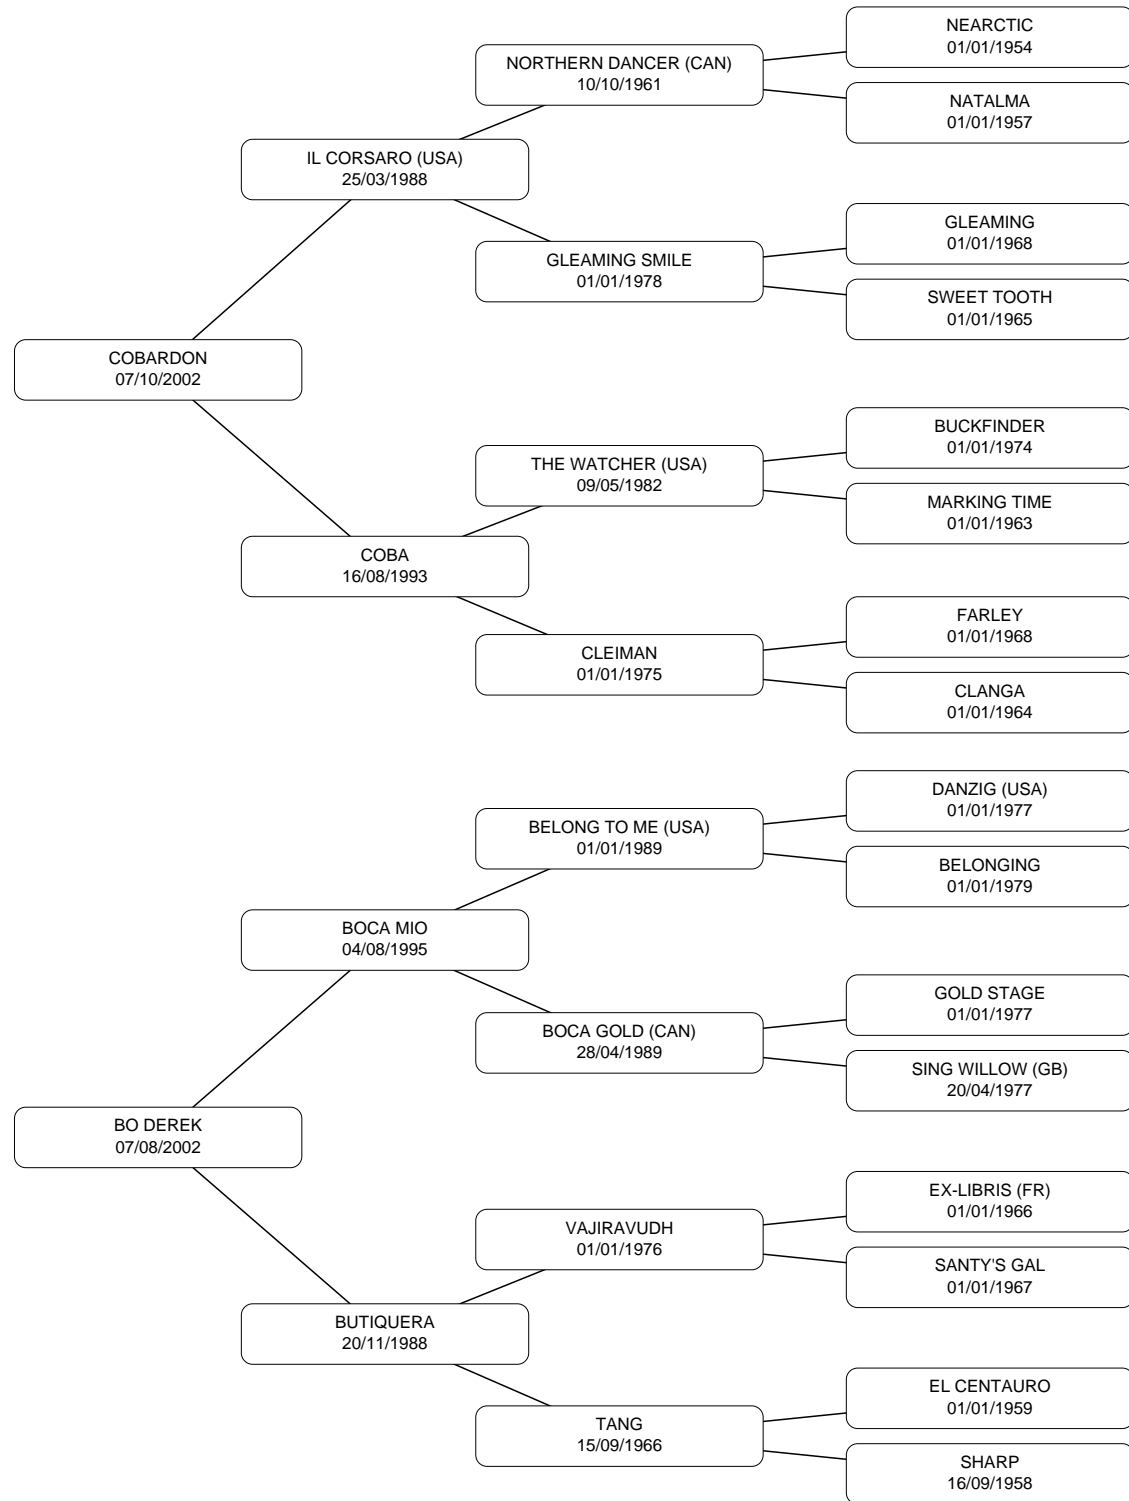 NEARCTIC
01/01/1954
NORTHERN DANCER (CAN)
10/10/1961
NATALMA
01/01/1957
IL CORSARO (USA)
25/03/1988
GLEAMING
01/01/1968
GLEAMING SMILE
01/01/1978
SWEET TOOTH
01/01/1965
COBARDON
07/10/2002
BUCKFINDER
01/01/1974
THE WATCHER (USA)
09/05/1982
MARKING TIME
01/01/1963
COBA
16/08/1993
FARLEY
01/01/1968
CLEIMAN
01/01/1975
CLANGA
01/01/1964
DANZIG (USA)
01/01/1977
BELONG TO ME (USA)
01/01/1989
BELONGING
01/01/1979
BOCA MIO
04/08/1995
GOLD STAGE
01/01/1977
BOCA GOLD (CAN)
28/04/1989
SING WILLOW (GB)
20/04/1977
BO DEREK
07/08/2002
EX-LIBRIS (FR)
01/01/1966
VAJIRAVUDH
01/01/1976
SANTY'S GAL
01/01/1967
BUTIQUERA
20/11/1988
EL CENTAURO
01/01/1959
TANG
15/09/1966
SHARP
16/09/1958